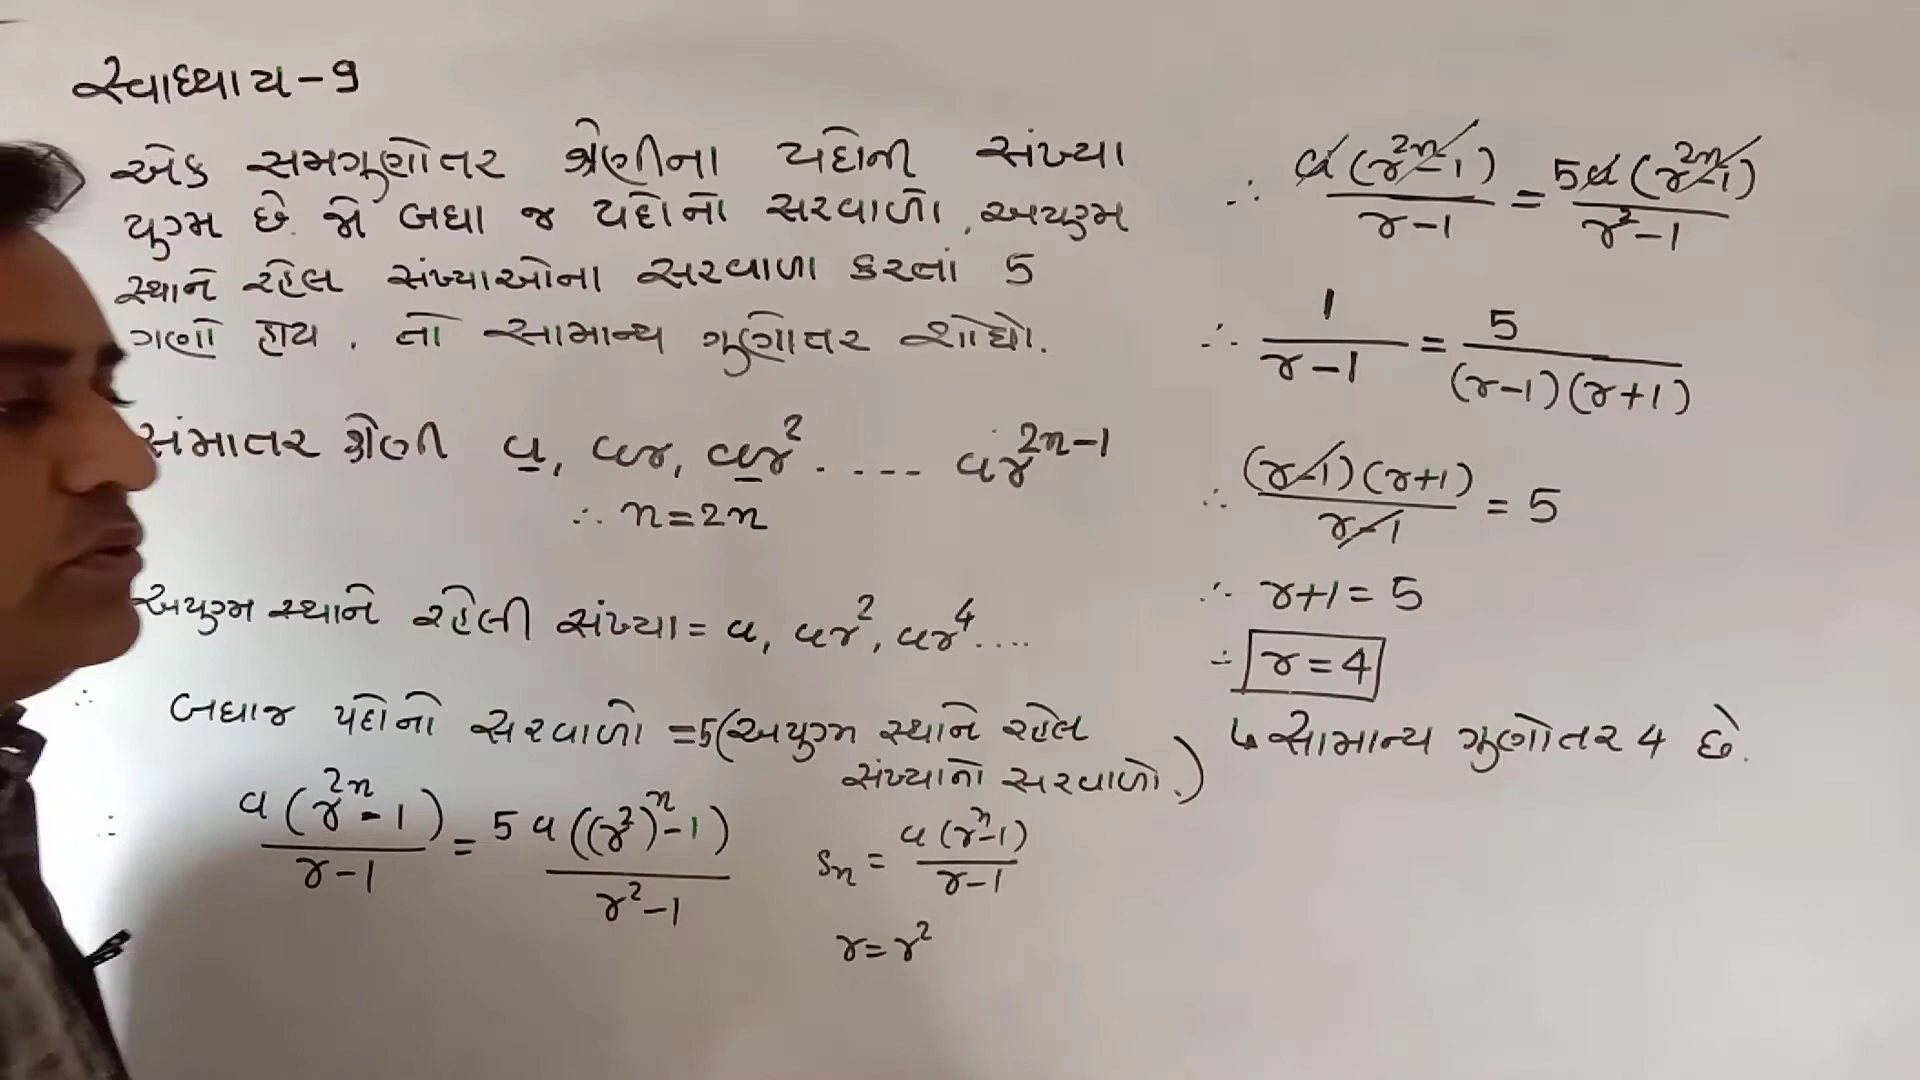 સ્વાધ્યાય-9
એક સમગુણોતર શ્રેણીના પદોની સંખ્યા
યુગ્મ છે. જો બધા જ પદોનો સરવાળો, અયુગ્મ
સ્થાને રહેલ સંખ્યાઓના સરવાળા કરતાં 5
ગણો હોય. તો સામાન્ય ગુણોતર શોધો.
સંમાતર શ્રેણી a, ar, ar² ..... ar²ⁿ⁻¹
∴ n=2n
અયુગ્મ સ્થાને રહેલી સંખ્યા= a, ar², ar⁴ ....
∴ બધાજ પદોનો સરવાળો =5(અયુગ્મ સ્થાને રહેલ
સંખ્યાનો સરવાળો.)
∴ a(r²ⁿ-1)/(r-1) = 5a((r²)ⁿ-1)/(r²-1)
Sₙ = a(rⁿ-1)/(r-1)
r=r²
∴ a(r²ⁿ-1)/(r-1) = 5a(r²ⁿ-1)/(r²-1)
∴ 1/(r-1) = 5/((r-1)(r+1))
∴ (r-1)(r+1)/(r-1) = 5
∴ r+1=5
∴ r=4
↳ સામાન્ય ગુણોતર 4 છે.